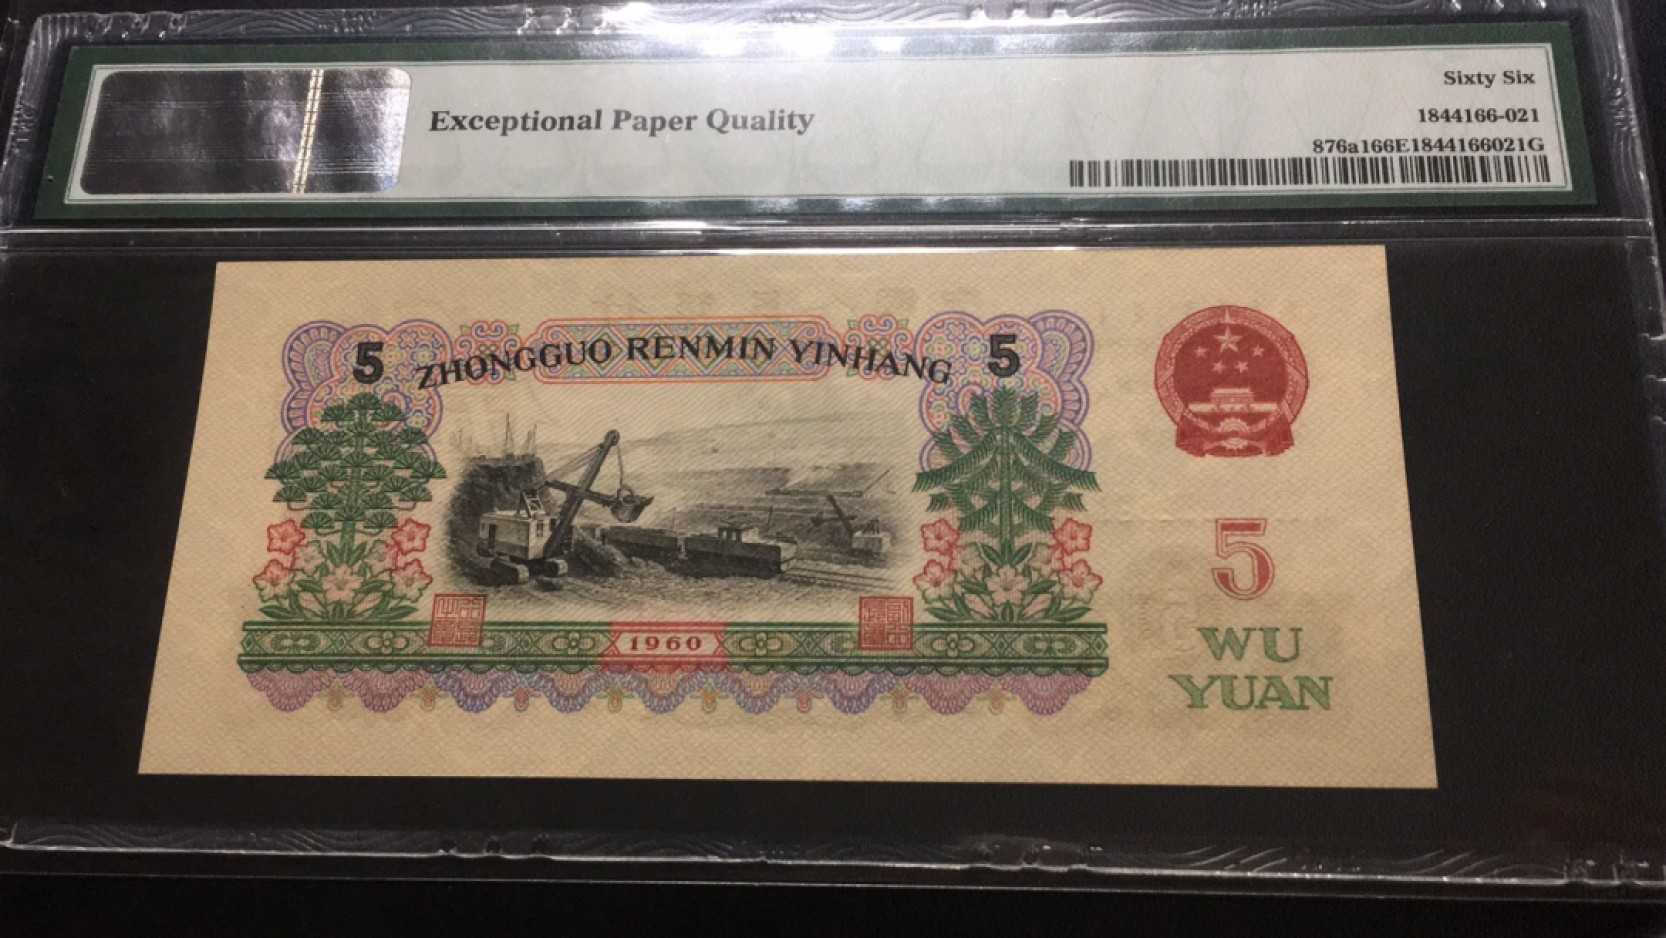 Exceptional Paper Quality
Sixty Six
1844166-021
876a166E1844166021G
5 ZHONGGUO RENMIN YINHANG 5
1960
5
WU
YUAN